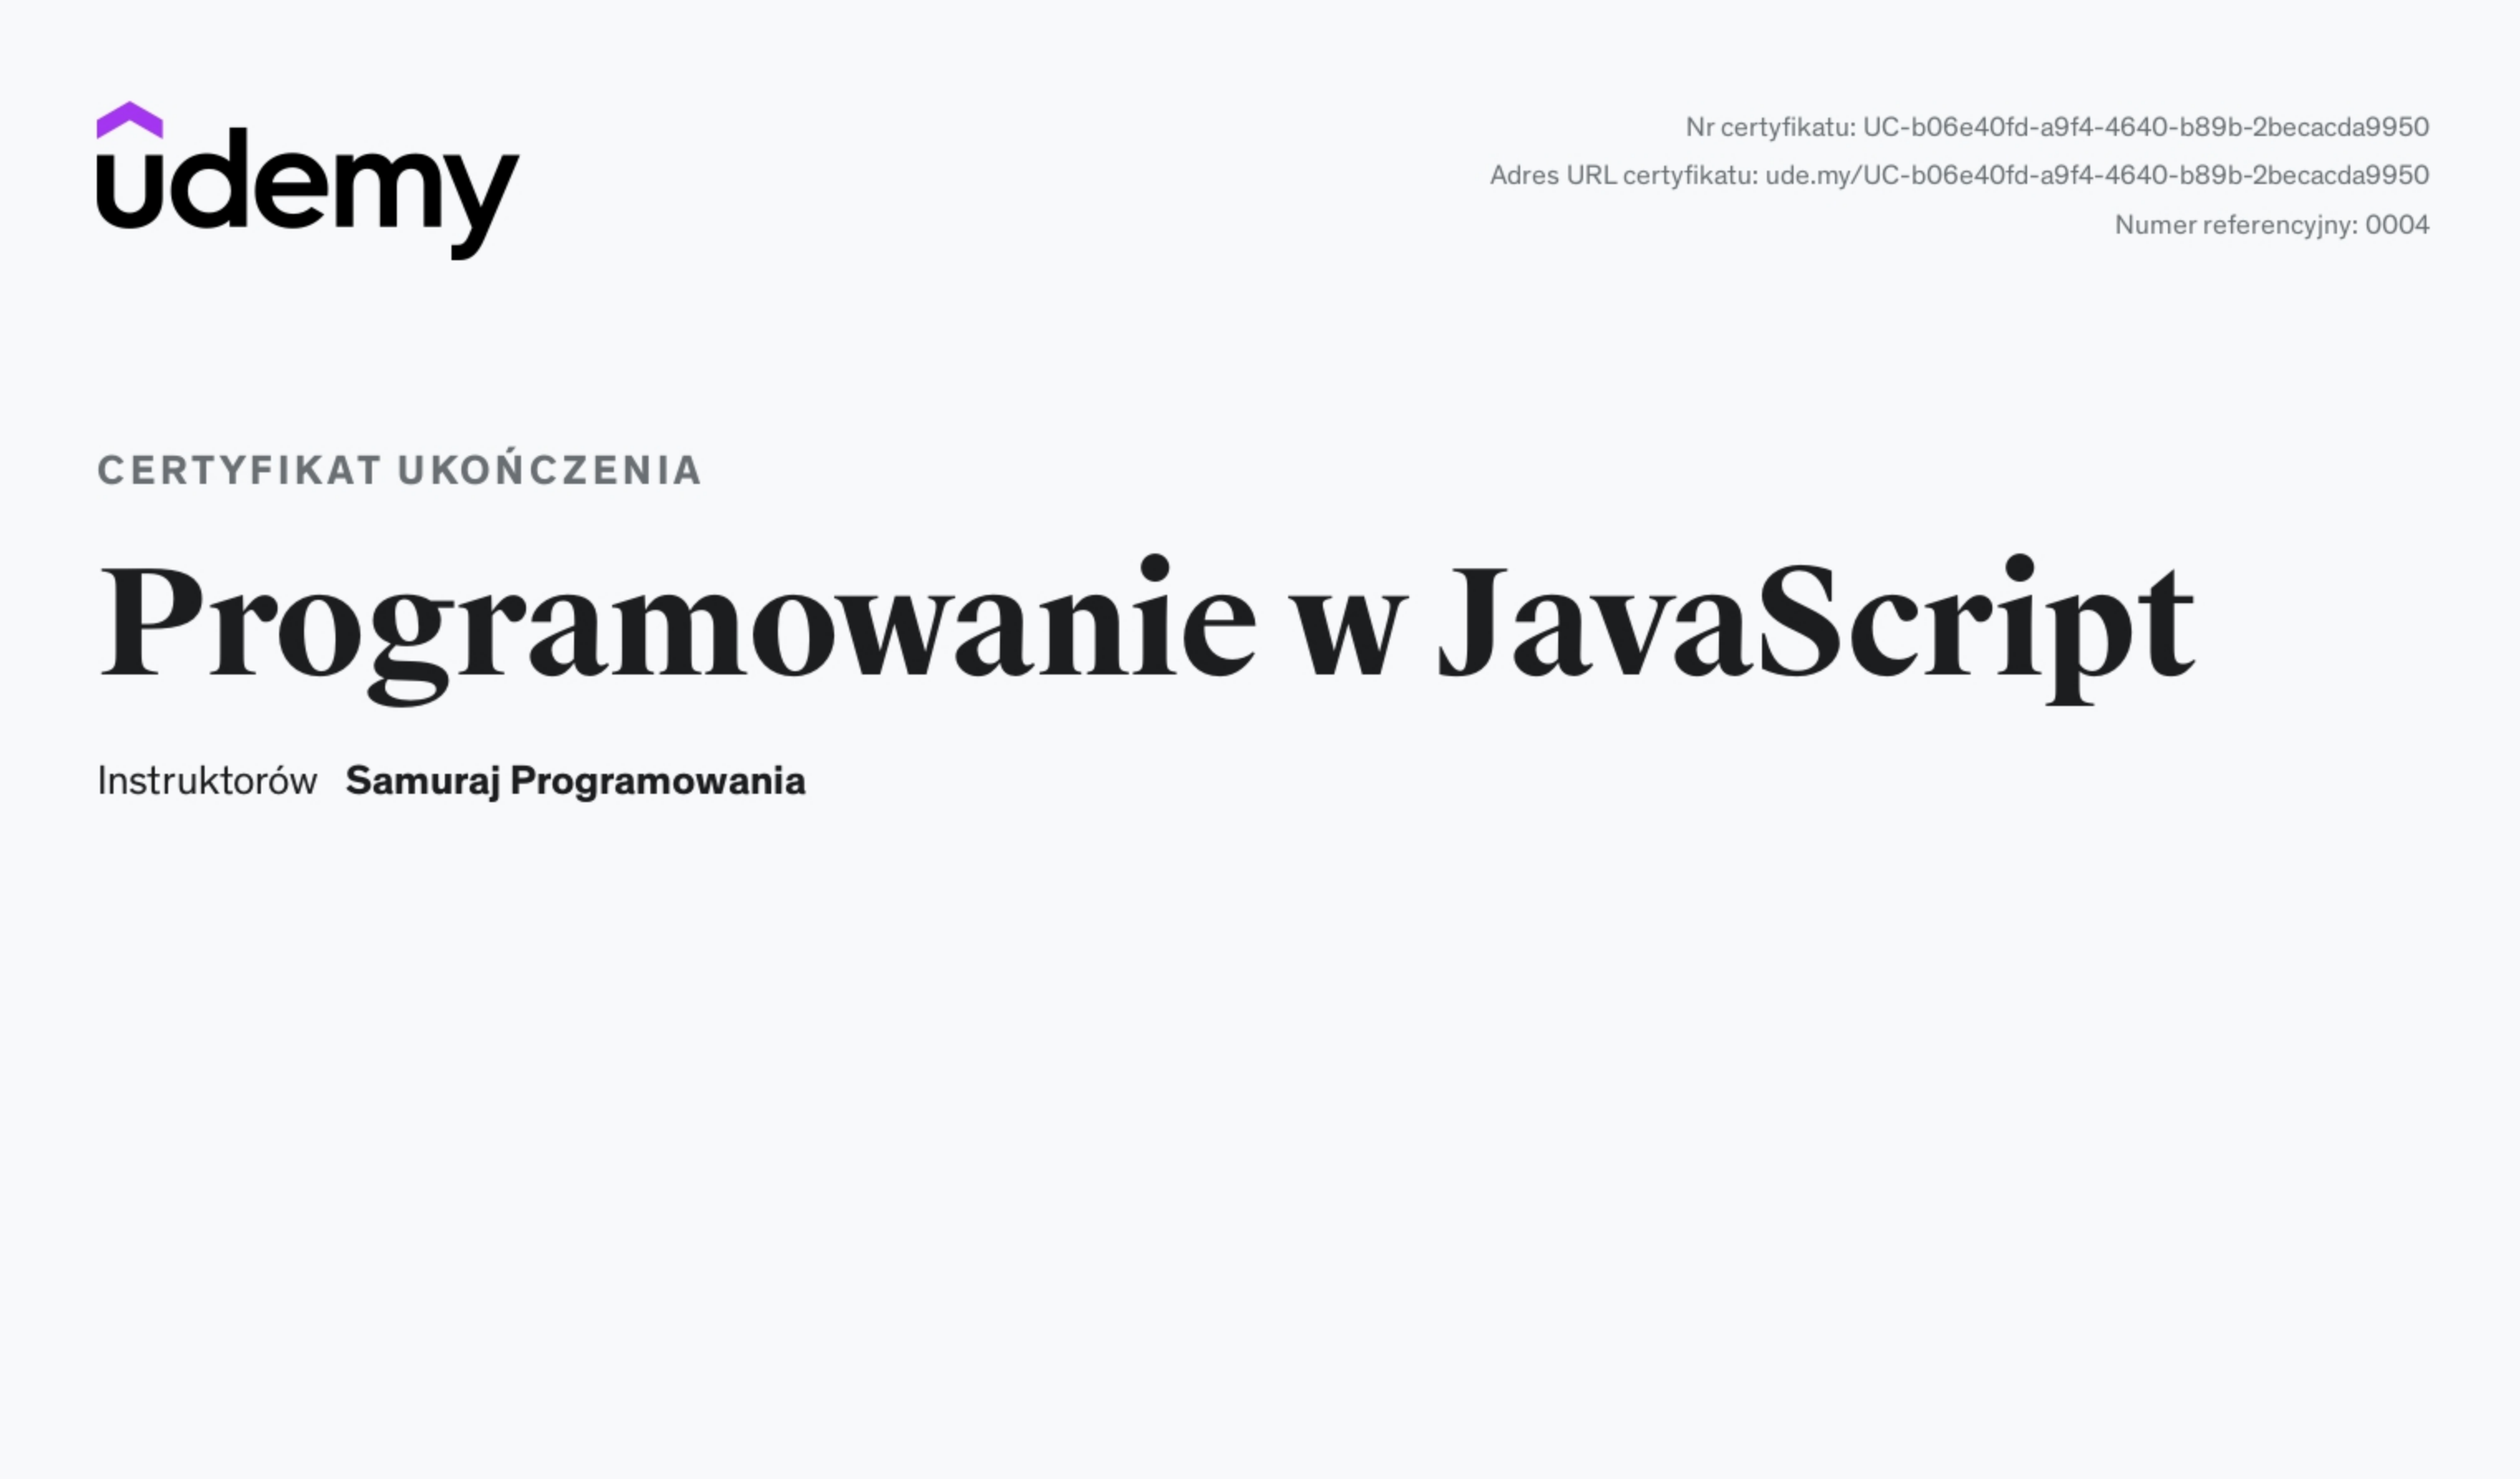 udemy
Nr certyfikatu: UC-b06e40fd-a9f4-4640-b89b-2becacda9950
Adres URL certyfikatu: ude.my/UC-b06e40fd-a9f4-4640-b89b-2becacda9950
Numer referencyjny: 0004
CERTYFIKAT UKOŃCZENIA
Programowanie w JavaScript
Instruktorów Samuraj Programowania